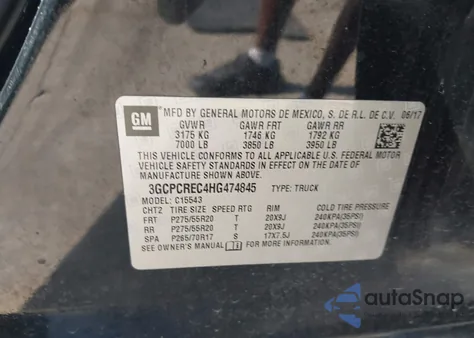 GM
MFD BY GENERAL MOTORS DE MEXICO, S. DE R.L. DE C.V. 06/17
GVWR GAWR FRT GAWR RR
3175 KG 1746 KG 1792 KG
7000 LB 3850 LB 3950 LB
THIS VEHICLE CONFORMS TO ALL APPLICABLE U.S. FEDERAL MOTOR
VEHICLE SAFETY STANDARDS IN EFFECT ON THE DATE OF
MANUFACTURE SHOWN ABOVE.
3GCPCREC4HG474845 TYPE: TRUCK
MODEL: C15543
CHT2 TIRE SIZE SPEED RTG RIM COLD TIRE PRESSURE
FRT P275/55R20 T 20X9J 240KPA(35PSI)
RR P275/55R20 T 20X9J 240KPA(35PSI)
SPA P265/70R17 S 17X7.5J 240KPA(35PSI)
SEE OWNER'S MANUAL FOR MORE INFORMATION
autoSnap